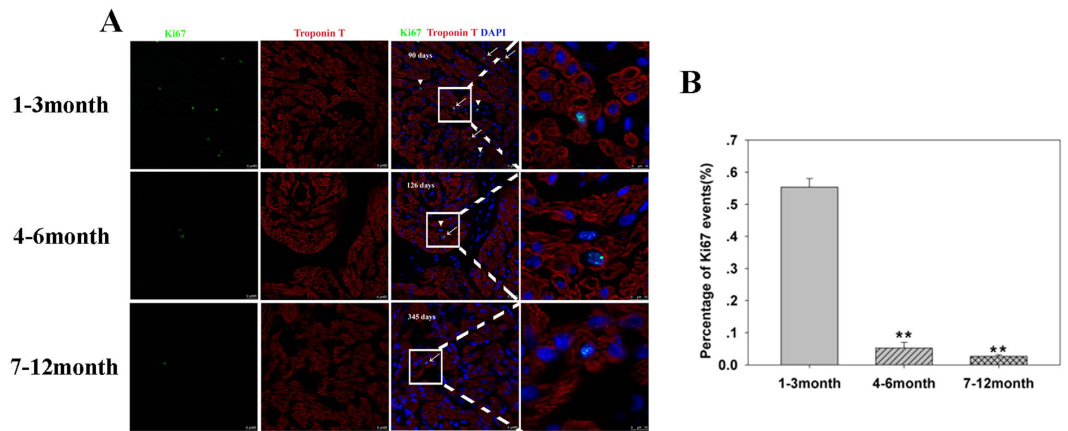 A
Ki67
Troponin T
Ki67 Troponin T DAPI
1-3month
90 days
4-6month
126 days
7-12month
345 days
B
Percentage of Ki67 events(%)
.7
.6
.5
.4
.3
.2
.1
0.0
**
**
1-3month
4-6month
7-12month